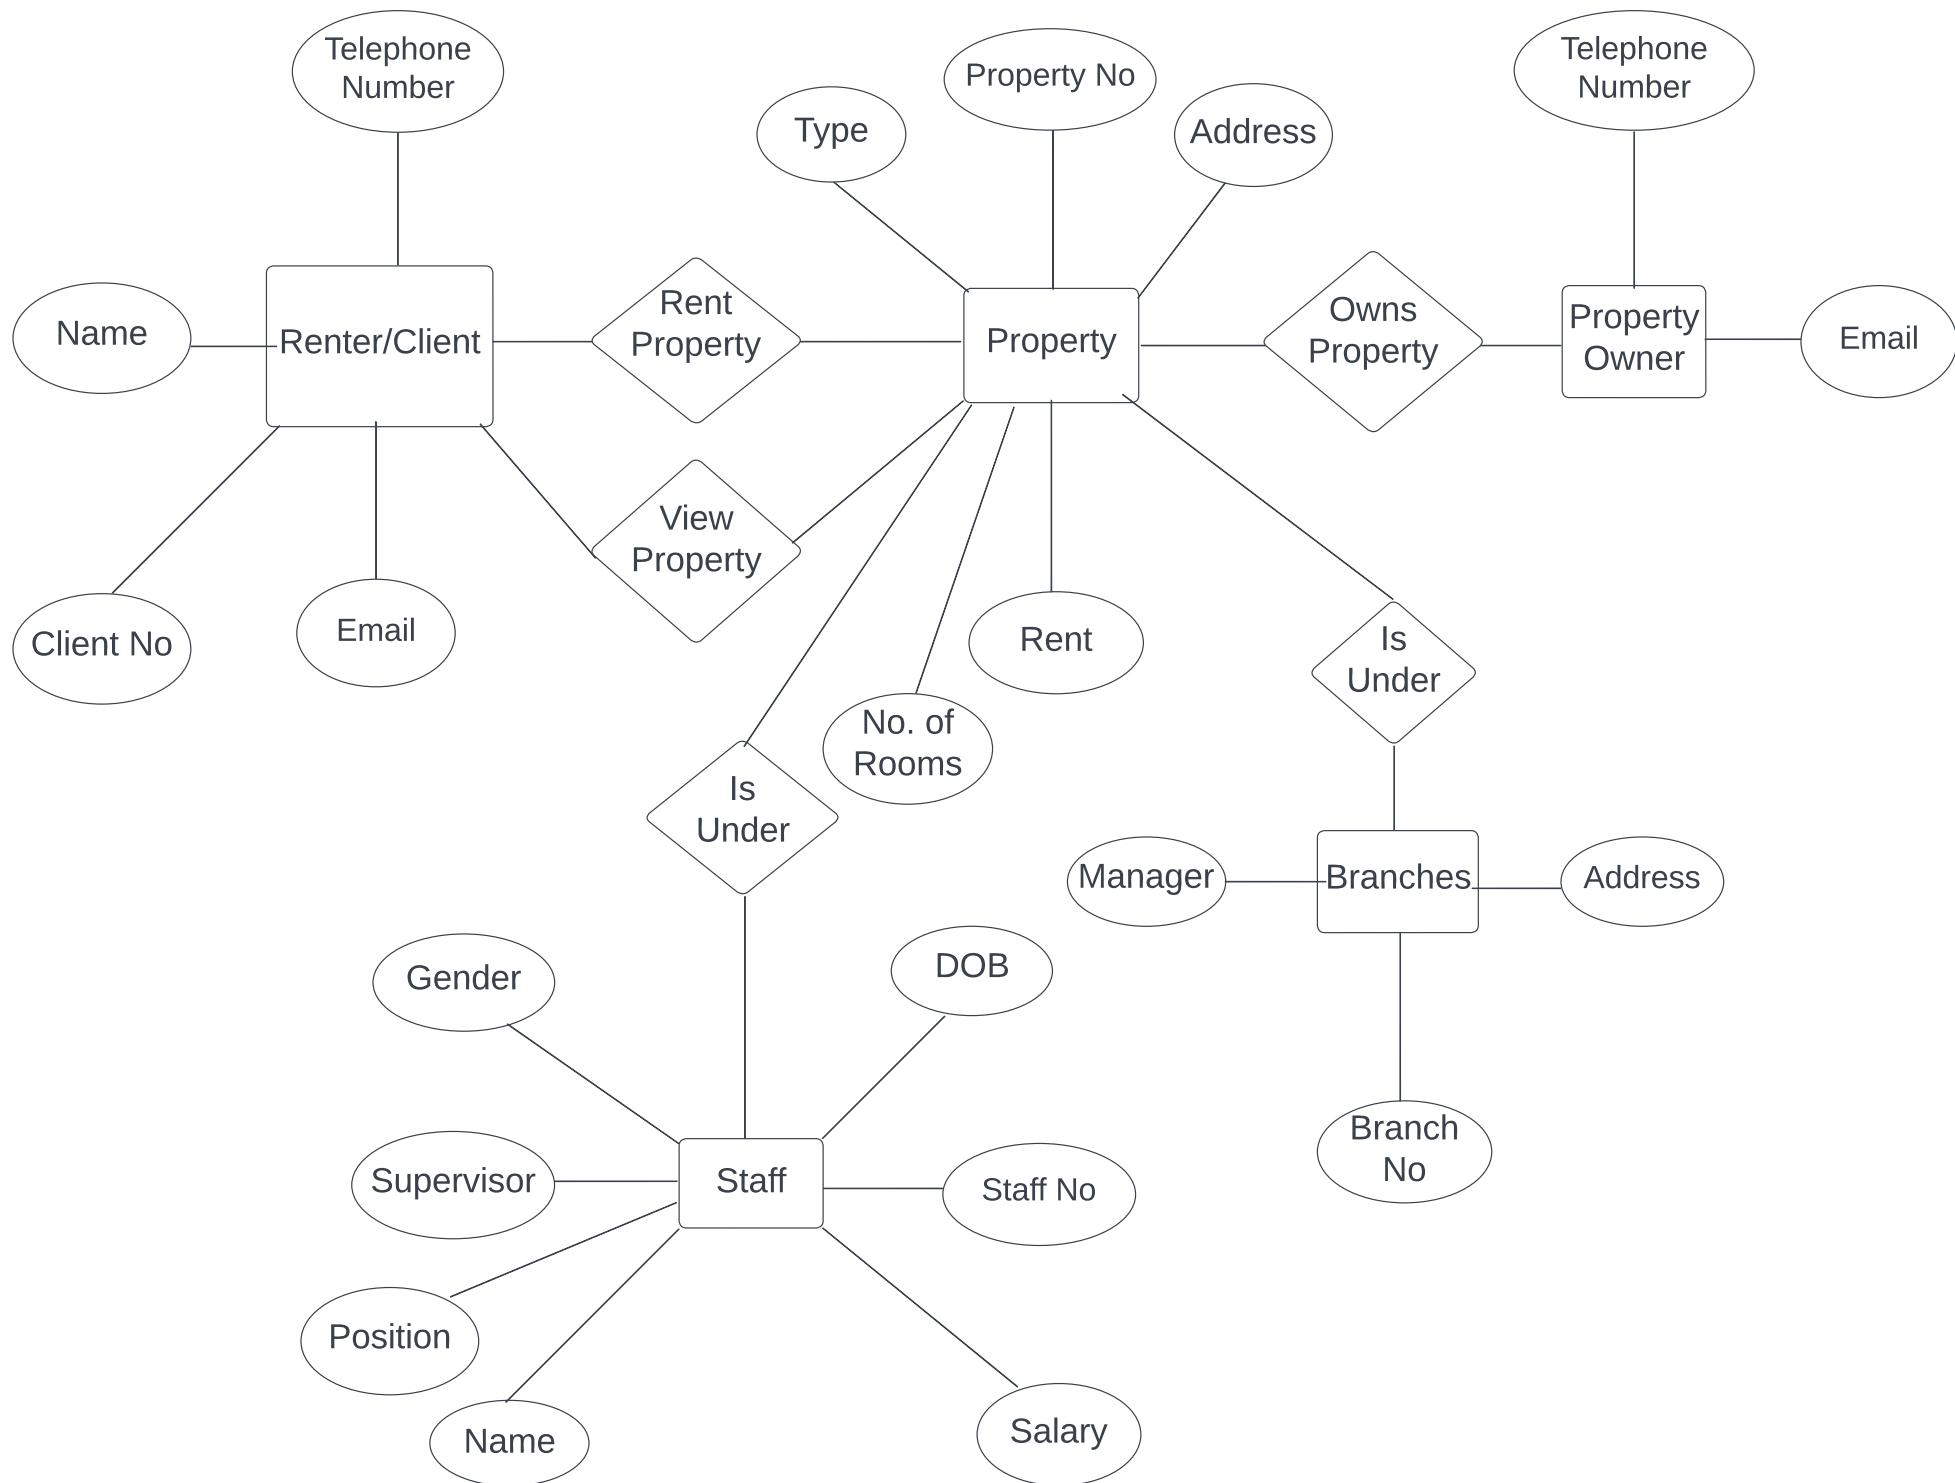 Telephone
Number
Property No
Telephone
Number
Type
Address
Name
Renter/Client
Rent
Property
Property
Owns
Property
Property
Owner
Email
View
Property
Client No
Email
Rent
Is
Under
No. of
Rooms
Is
Under
Manager
Branches
Address
Gender
DOB
Branch
No
Supervisor
Staff
Staff No
Position
Name
Salary